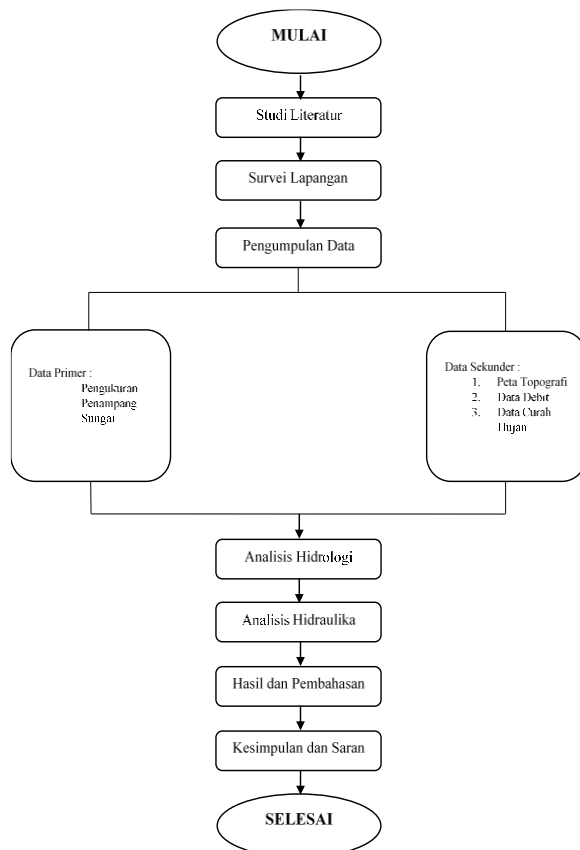 MULAI
Studi Literatur
Survei Lapangan
Pengumpulan Data
Data Primer :
Pengukuran
Penampang
Sungai
Data Sekunder :
1. Peta Topografi
2. Data Debit
3. Data Curah
Hujan
Analisis Hidrologi
Analisis Hidraulika
Hasil dan Pembahasan
Kesimpulan dan Saran
SELESAI